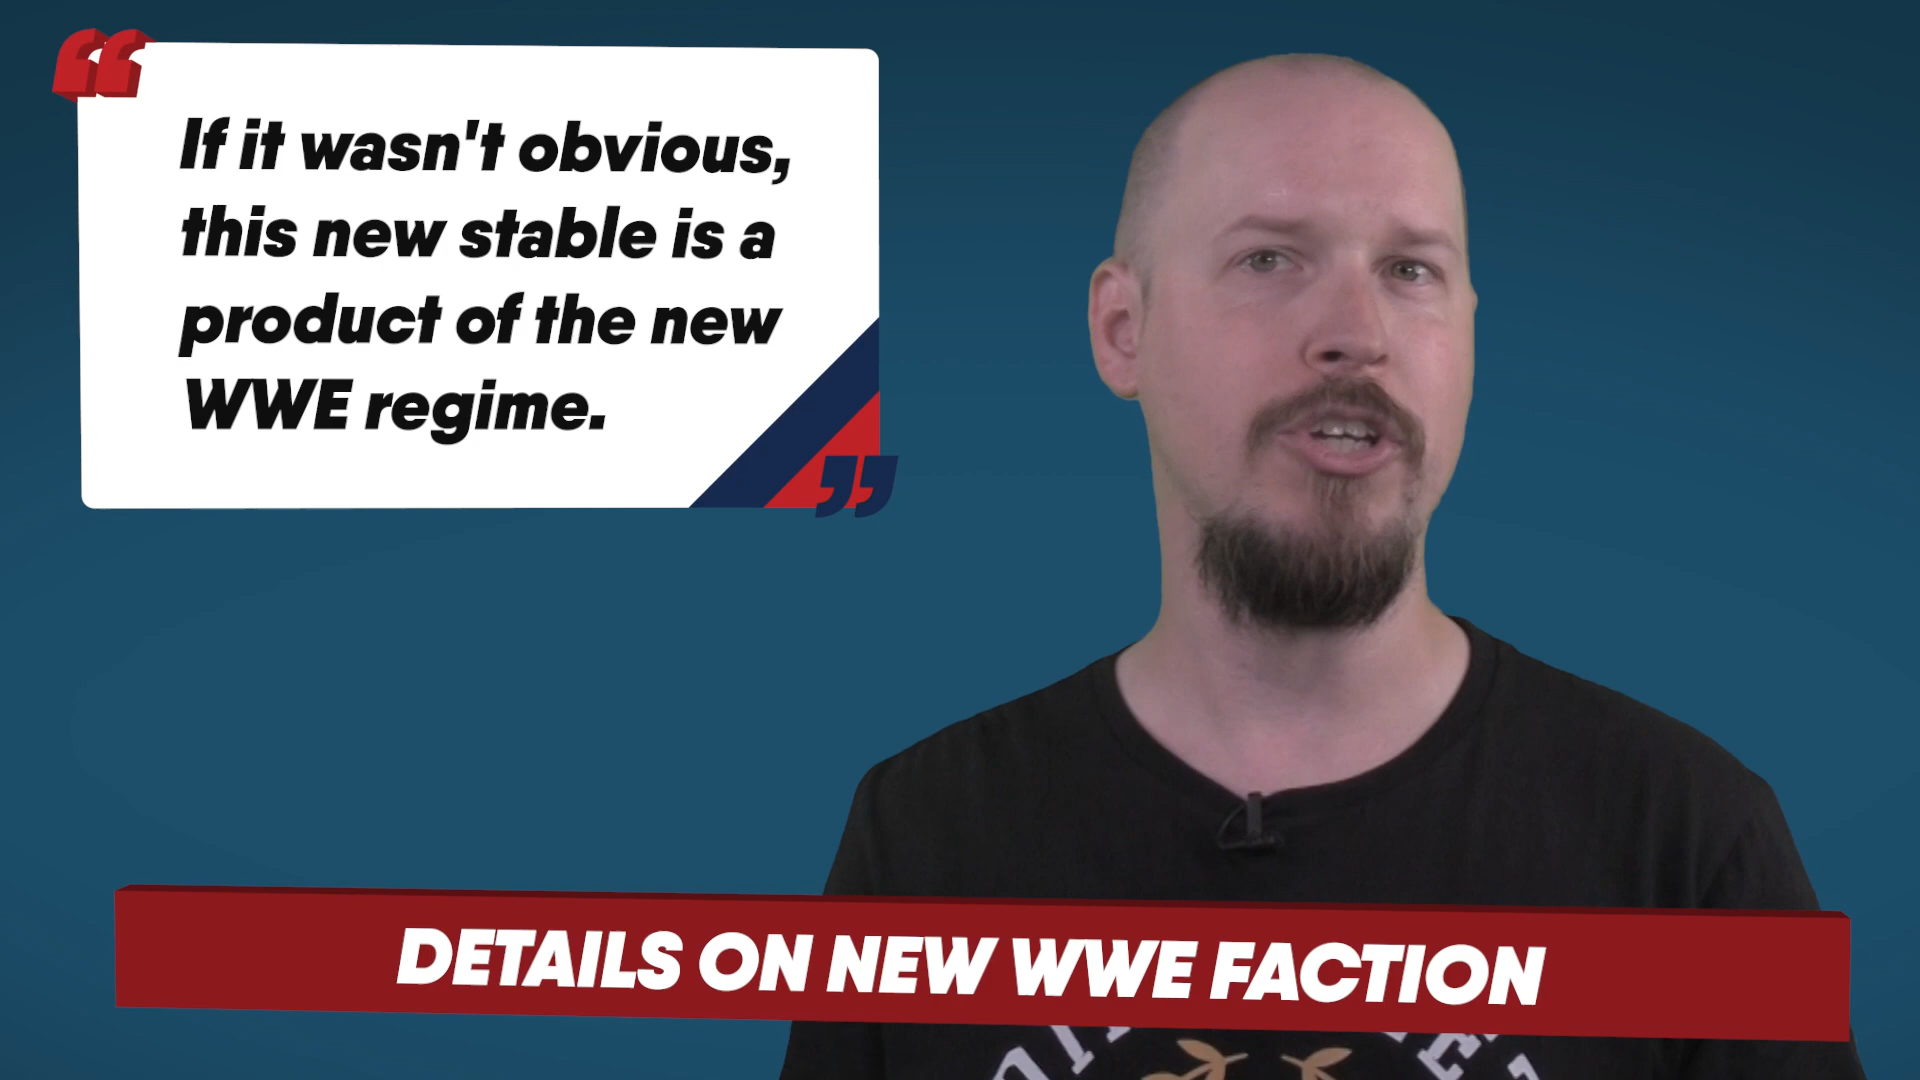 If it wasn't obvious,
this new stable is a
product of the new
WWE regime.
DETAILS ON NEW WWE FACTION